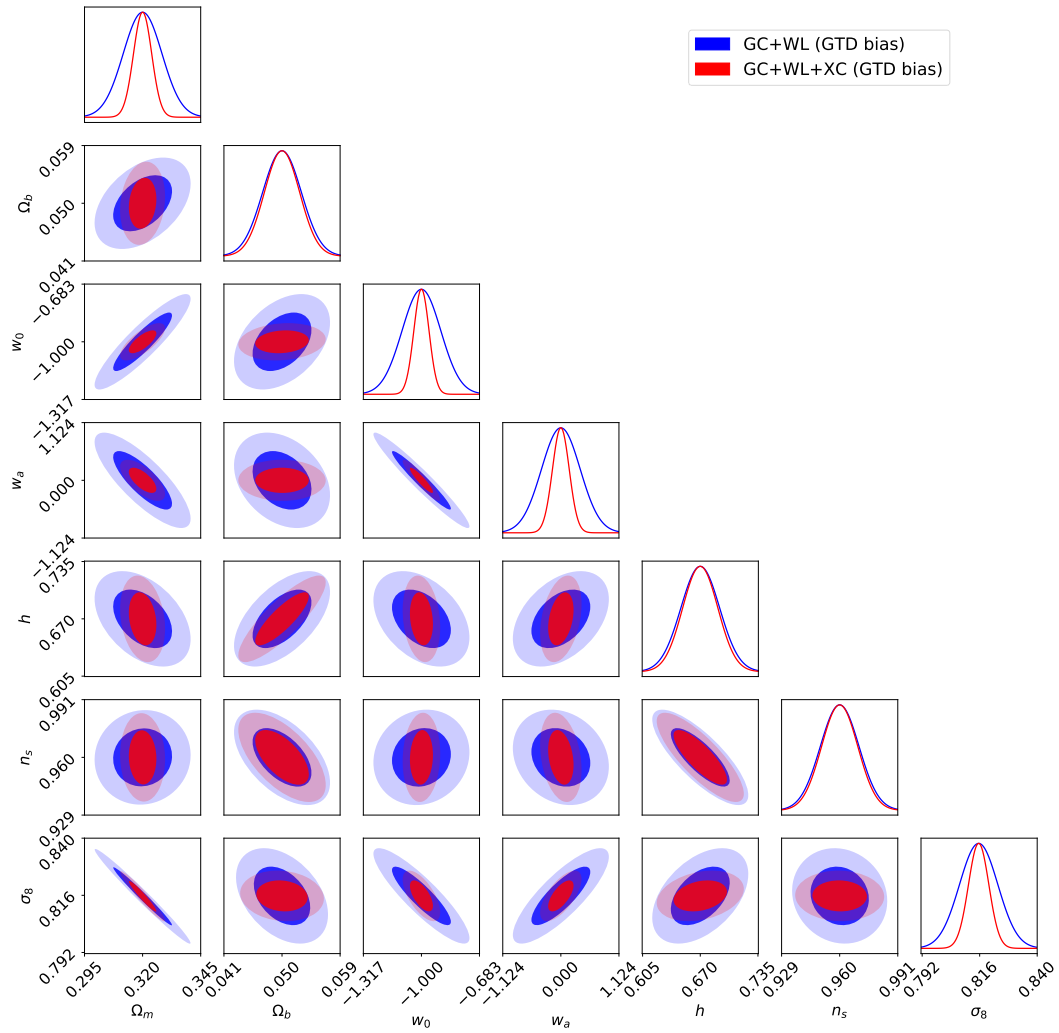 GC+WL (GTD bias)
GC+WL+XC (GTD bias)
0.059
0.050
0.041
Ω_b
−0.683
−1.000
−1.317
w_0
1.124
0.000
−1.124
w_a
0.735
0.670
0.605
h
0.991
0.960
0.929
n_s
0.840
0.816
0.792
σ_8
0.295 0.320 0.345
0.041 0.050 0.059
−1.317 −1.000 −0.683
−1.124 0.000 1.124
0.605 0.670 0.735
0.929 0.960 0.991
0.792 0.816 0.840
Ω_m Ω_b w_0 w_a h n_s σ_8